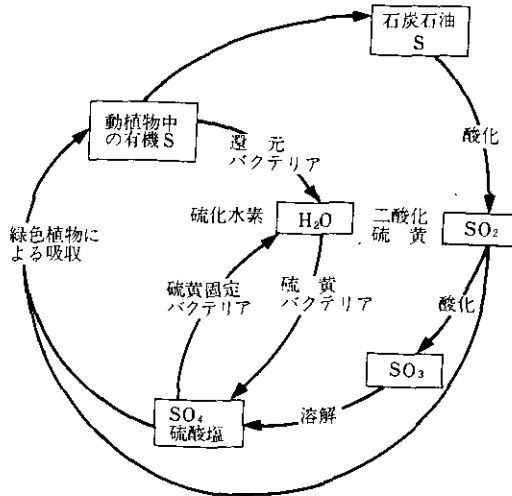 石炭石油
S
動植物中
の有機S
還元
バクテリア
酸化
硫化水素
H₂O
二酸化
硫黄
SO₂
緑色植物に
よる吸収
硫黄固定
バクテリア
硫黄
バクテリア
酸化
SO₃
SO₄
硫酸塩
溶解